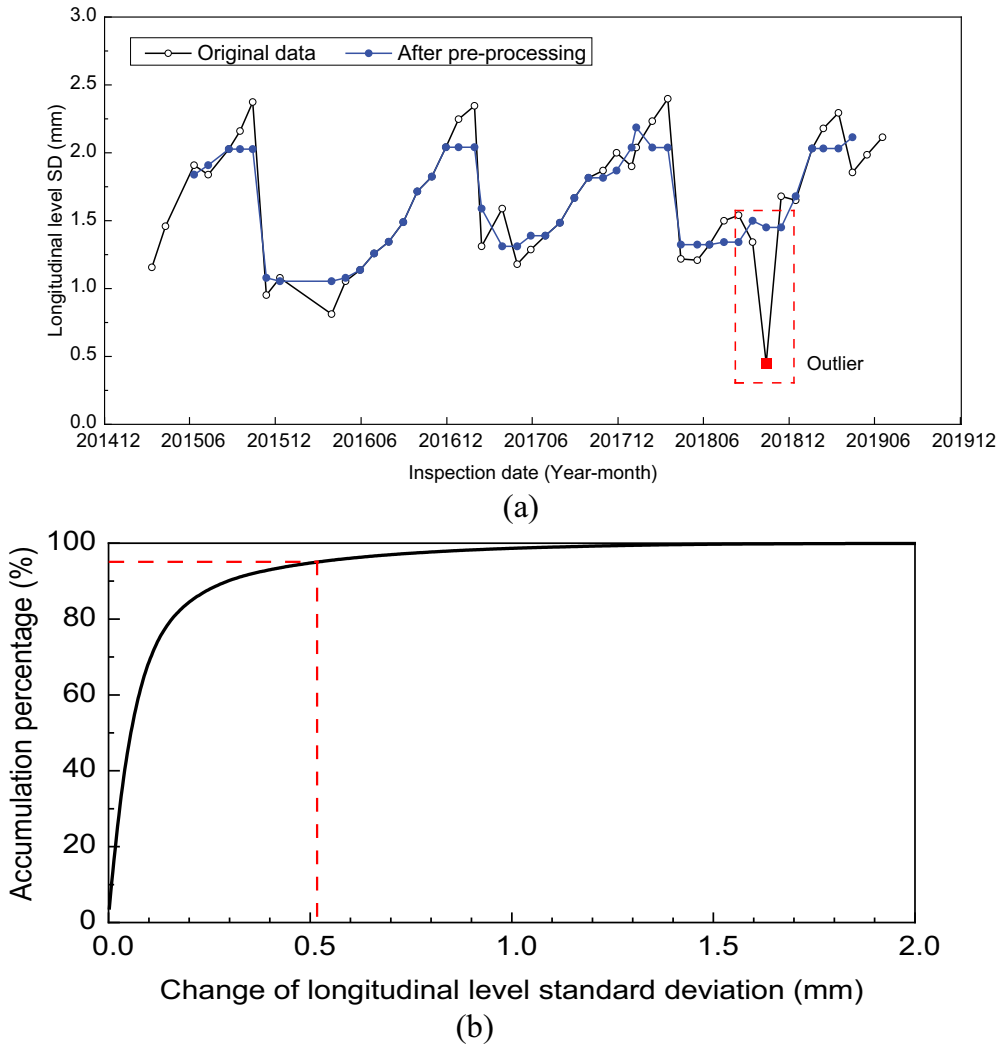 3.0
Original data After pre-processing
2.5
2.0
1.5
1.0
0.5
0.0
Longitudinal level SD (mm)
Outlier
201412 201506 201512 201606 201612 201706 201712 201806 201812 201906 201912
Inspection date (Year-month)
(a)
100
80
60
40
20
0
Accumulation percentage (%)
0.0 0.5 1.0 1.5 2.0
Change of longitudinal level standard deviation (mm)
(b)